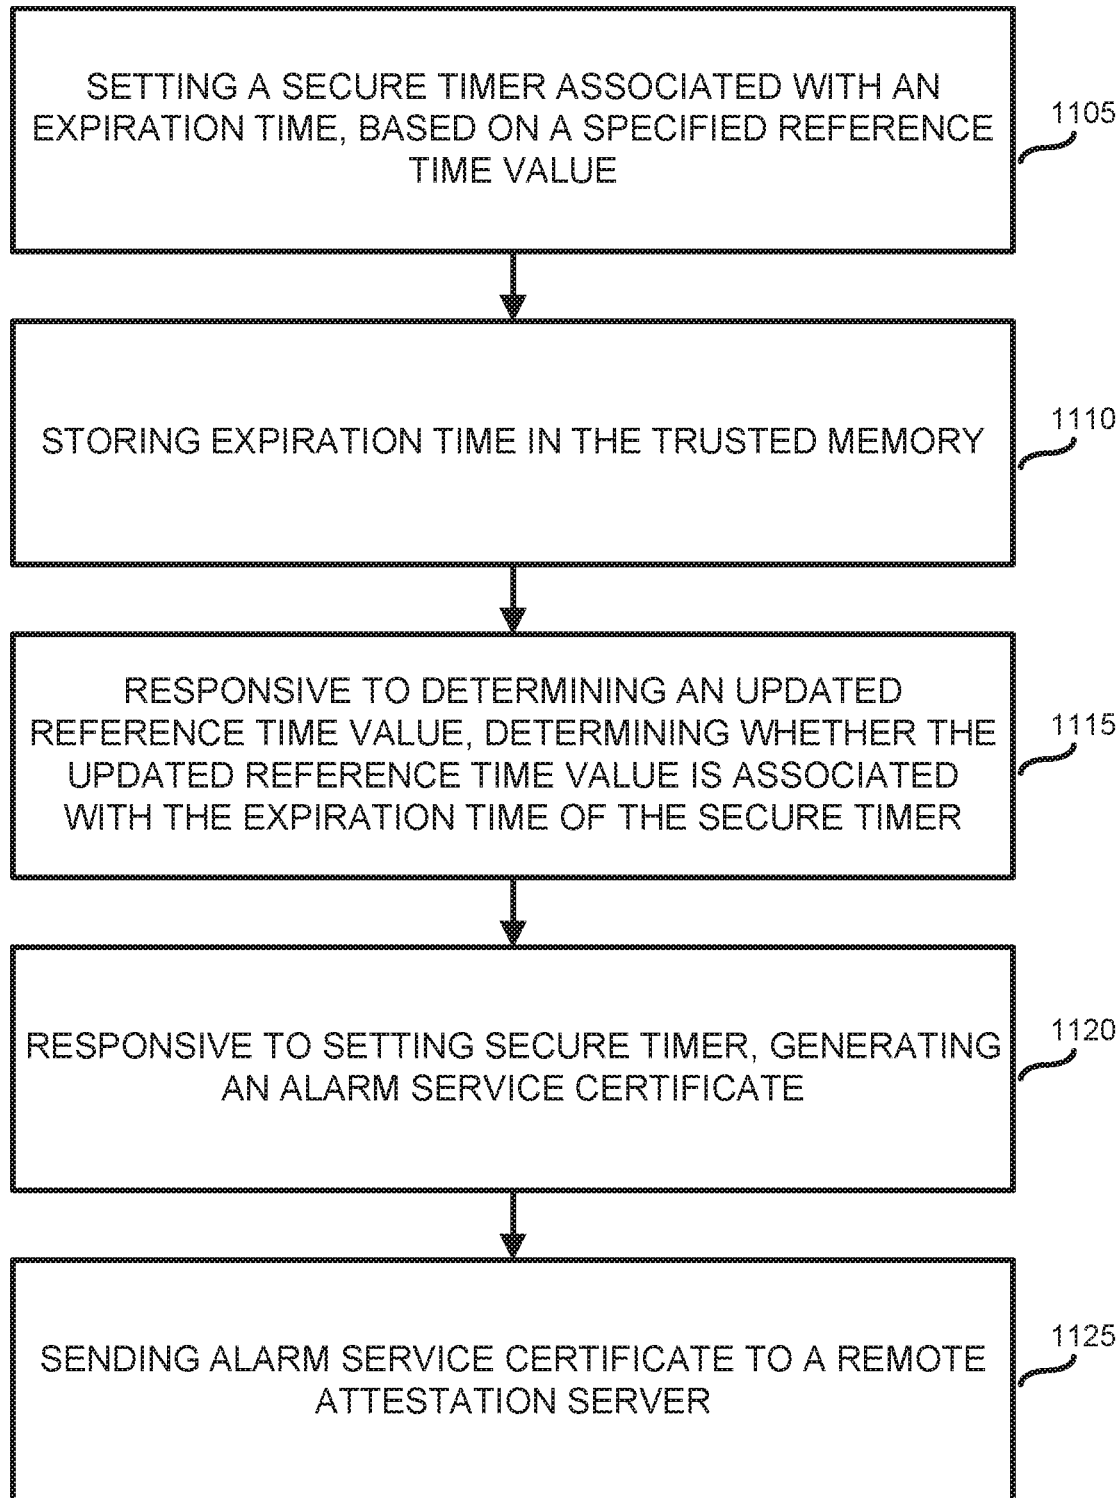 SETTING A SECURE TIMER ASSOCIATED WITH AN
EXPIRATION TIME, BASED ON A SPECIFIED REFERENCE
TIME VALUE
1105
STORING EXPIRATION TIME IN THE TRUSTED MEMORY
1110
RESPONSIVE TO DETERMINING AN UPDATED
REFERENCE TIME VALUE, DETERMINING WHETHER THE
UPDATED REFERENCE TIME VALUE IS ASSOCIATED
WITH THE EXPIRATION TIME OF THE SECURE TIMER
1115
RESPONSIVE TO SETTING SECURE TIMER, GENERATING
AN ALARM SERVICE CERTIFICATE
1120
SENDING ALARM SERVICE CERTIFICATE TO A REMOTE
ATTESTATION SERVER
1125